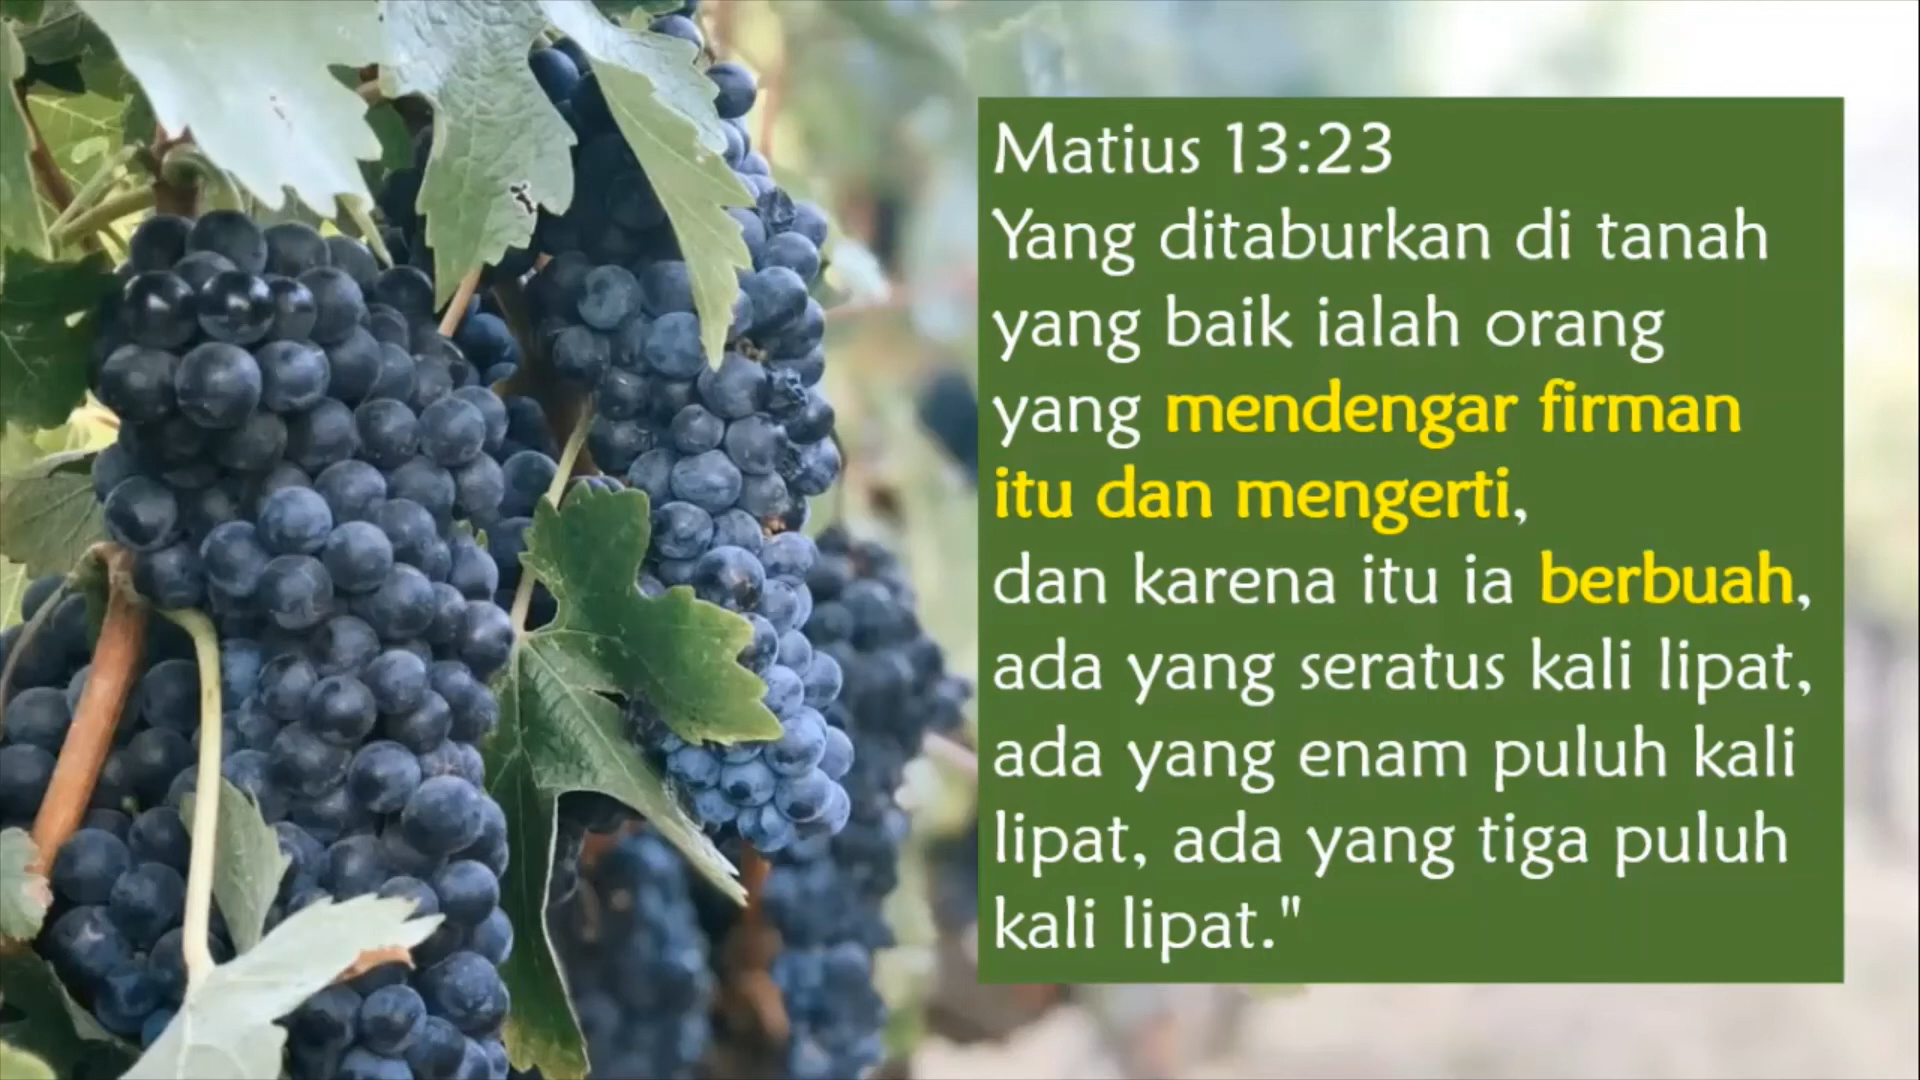 Matius 13:23
Yang ditaburkan di tanah
yang baik ialah orang
yang mendengar firman
itu dan mengerti,
dan karena itu ia berbuah,
ada yang seratus kali lipat,
ada yang enam puluh kali
lipat, ada yang tiga puluh
kali lipat."